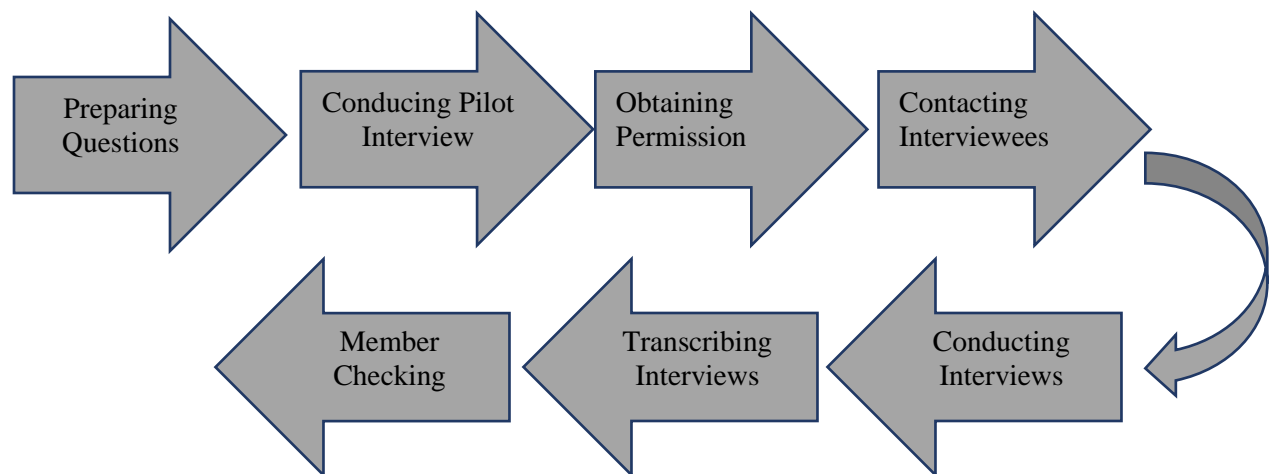 Preparing
Questions
Conducing Pilot
Interview
Obtaining
Permission
Contacting
Interviewees
Conducting
Interviews
Transcribing
Interviews
Member
Checking